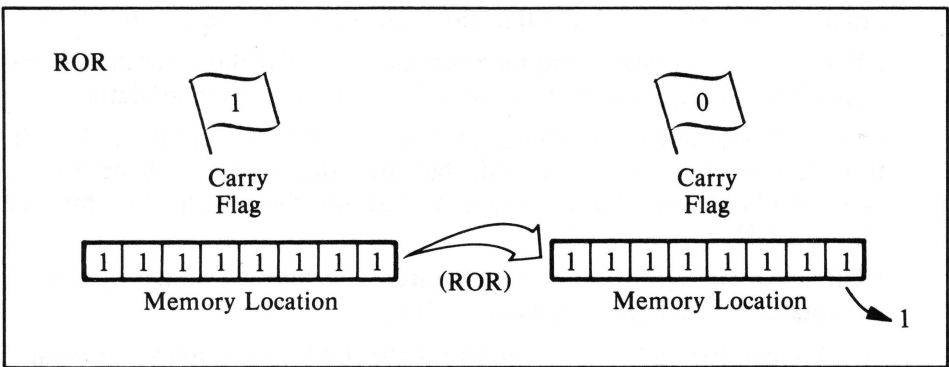 ROR
1 0
Carry Flag Carry Flag
1 1 1 1 1 1 1 1 (ROR) 1 1 1 1 1 1 1 1
Memory Location Memory Location
1